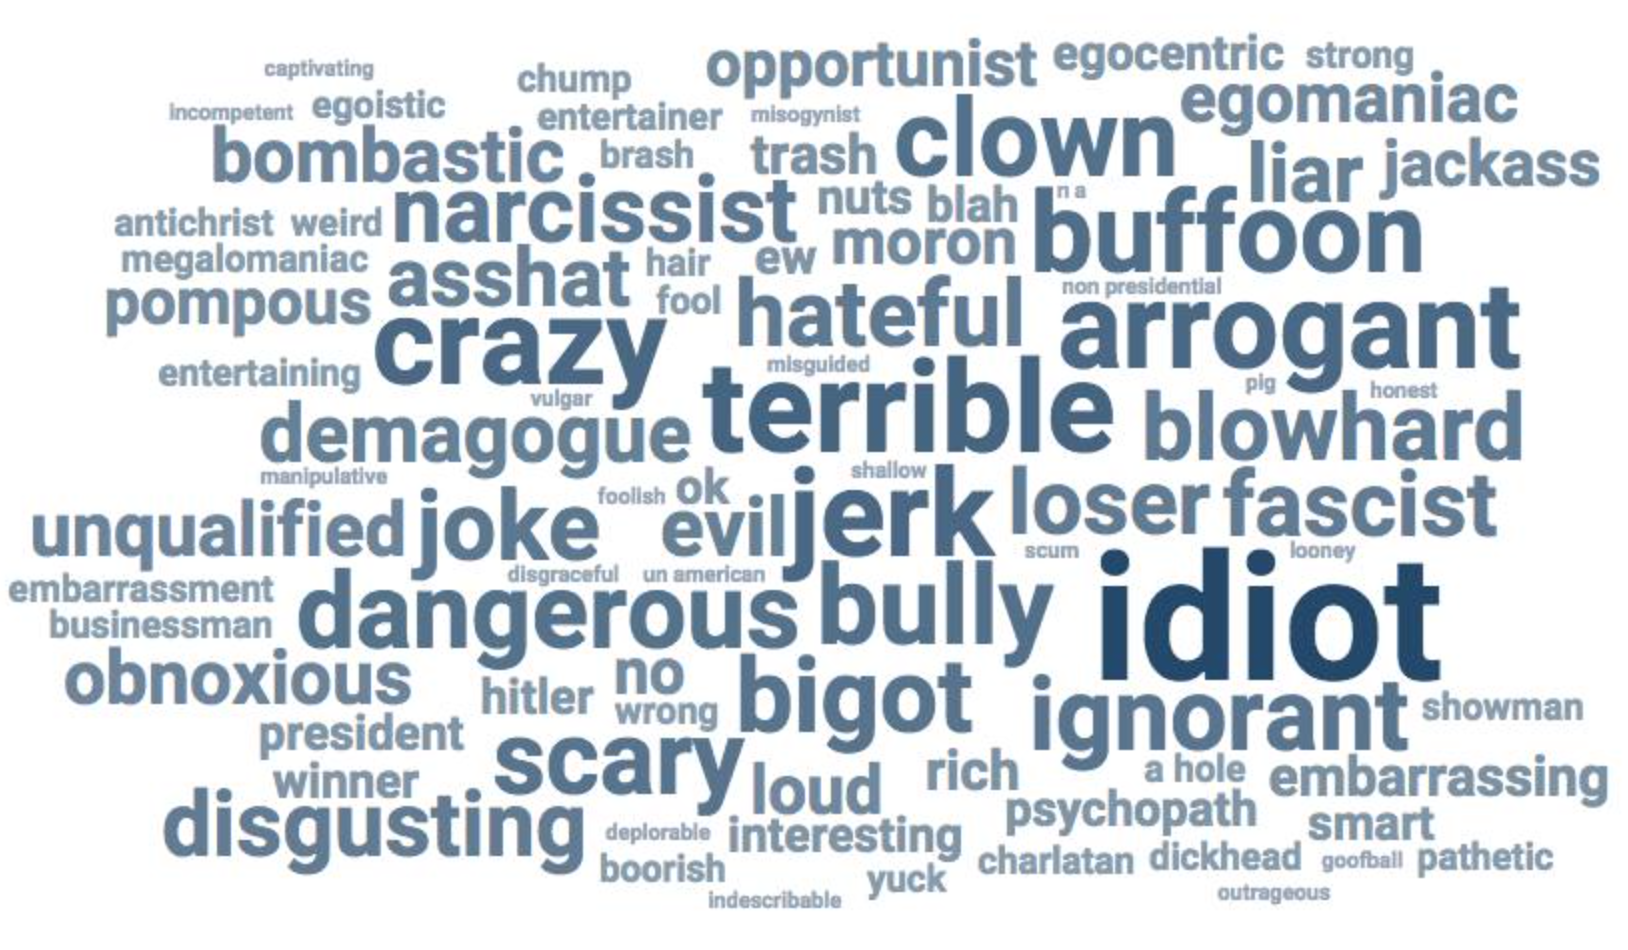 captivating chump opportunist egocentric strong
incompetent egoistic entertainer misogynist clown egomaniac
bombastic brash trash liar jackass
antichrist weird narcissist nuts blah n a buffoon
megalomaniac asshat hair ew moron
pompous fool hateful non presidential arrogant
entertaining crazy misguided pig honest
vulgar terrible blowhard
demagogue
manipulative foolish ok shallow
unqualified joke evil jerk loser fascist
scum looney
embarrassment disgraceful un american
businessman dangerous bully idiot
obnoxious hitler no bigot ignorant showman
wrong
president scary
winner loud rich a hole embarrassing
disgusting deplorable interesting psychopath smart
boorish yuck charlatan dickhead goofball pathetic
indescribable outrageous